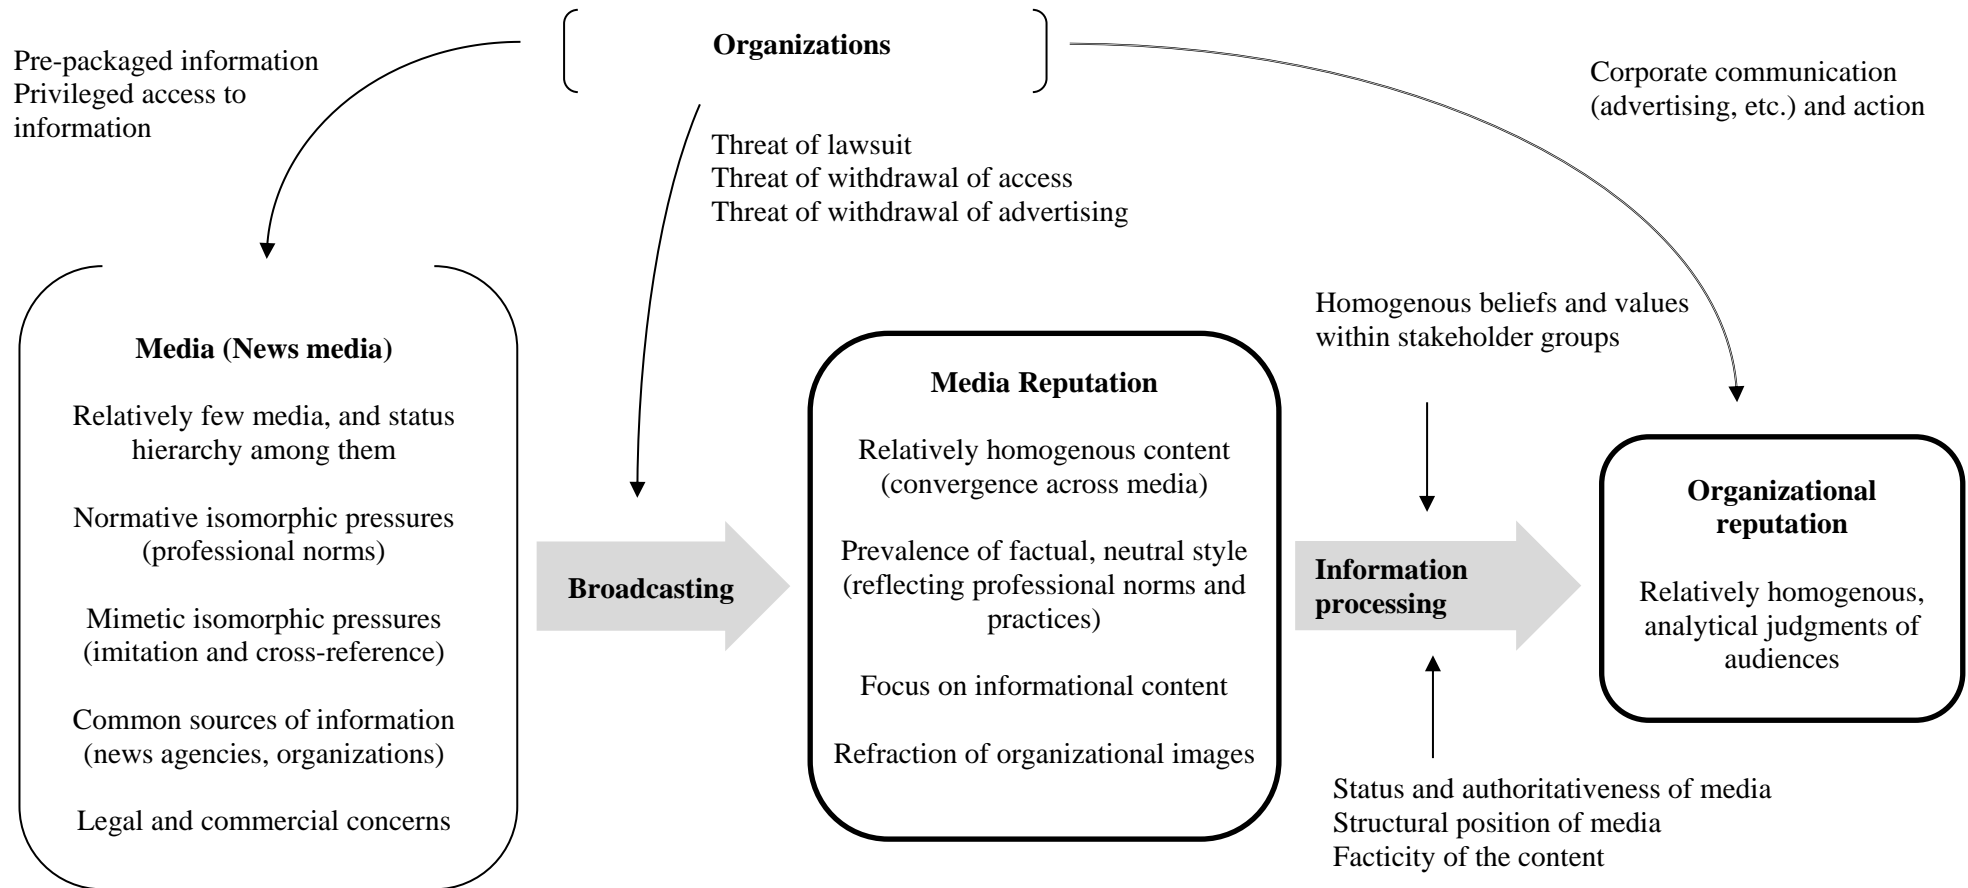 Organizations
Pre-packaged information
Privileged access to
information
Threat of lawsuit
Threat of withdrawal of access
Threat of withdrawal of advertising
Corporate communication
(advertising, etc.) and action
Media (News media)
Relatively few media, and status
hierarchy among them
Normative isomorphic pressures
(professional norms)
Mimetic isomorphic pressures
(imitation and cross-reference)
Common sources of information
(news agencies, organizations)
Legal and commercial concerns
Broadcasting
Media Reputation
Relatively homogenous content
(convergence across media)
Prevalence of factual, neutral style
(reflecting professional norms and
practices)
Focus on informational content
Refraction of organizational images
Homogenous beliefs and values
within stakeholder groups
Information
processing
Status and authoritativeness of media
Structural position of media
Facticity of the content
Organizational
reputation
Relatively homogenous,
analytical judgments of
audiences